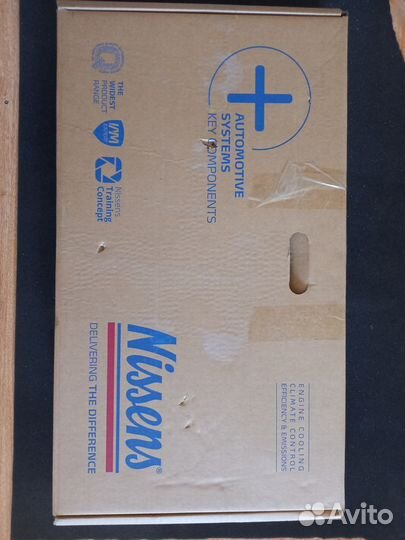 AUTOMOTIVE
SYSTEMS
KEY COMPONENTS
THE
WIDEST
PRODUCT
RANGE
Nissens
Training
Concept
ENGINE COOLING
CLIMATE CONTROL
EFFICIENCY & EMISSIONS
Nissens®
DELIVERING THE DIFFERENCE
Avito